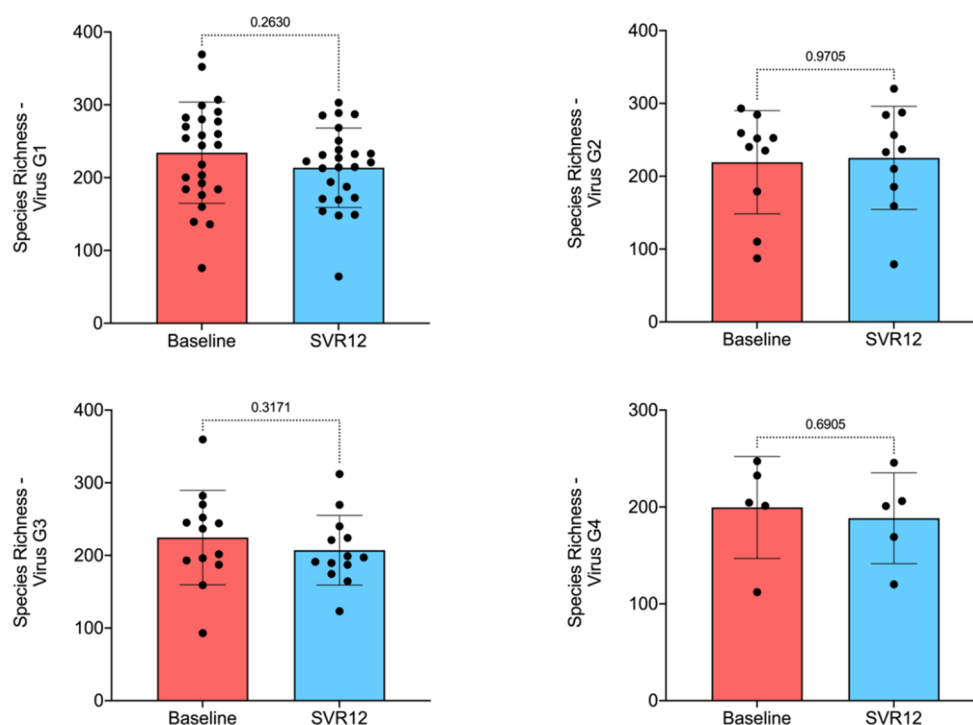 Species Richness -
Virus G1
400
300
200
100
0
0.2630
Baseline
SVR12
Species Richness -
Virus G2
400
300
200
100
0
0.9705
Baseline
SVR12
Species Richness -
Virus G3
400
300
200
100
0
0.3171
Baseline
SVR12
Species Richness -
Virus G4
300
200
100
0
0.6905
Baseline
SVR12